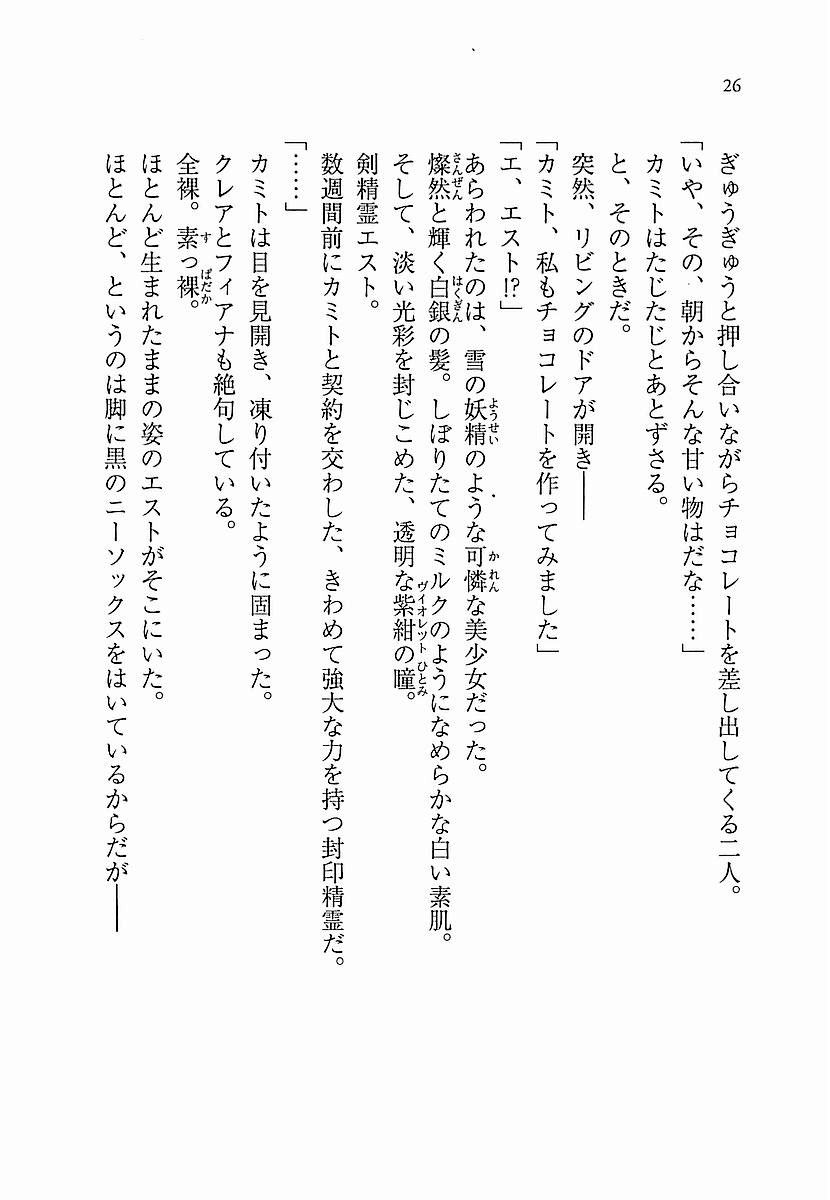 26
ぎゅうぎゅうと押し合いながらチョコレートを差し出してくる二人。
「いや、その、朝からそんな甘い物はだな……」
カミトはたじたじとあとずさる。
と、そのときだ。
突然、リビングのドアが開き――
「カミト、私もチョコレートを作ってみました」
「エ、エスト!?」
あらわれたのは、雪の妖精のような可憐な美少女だった。
燦然と輝く白銀の髪。しぼりたてのミルクのようになめらかな白い素肌。
そして、淡い光彩を封じこめた、透明な紫紺の瞳。
剣精霊エスト。
数週間前にカミトと契約を交わした、きわめて強大な力を持つ封印精霊だ。
「……」
カミトは目を見開き、凍り付いたように固まった。
クレアとフィアナも絶句している。
全裸。素っ裸。
ほとんど生まれたままの姿のエストがそこにいた。
ほとんど、というのは脚に黒のニーソックスをはいているからだが――